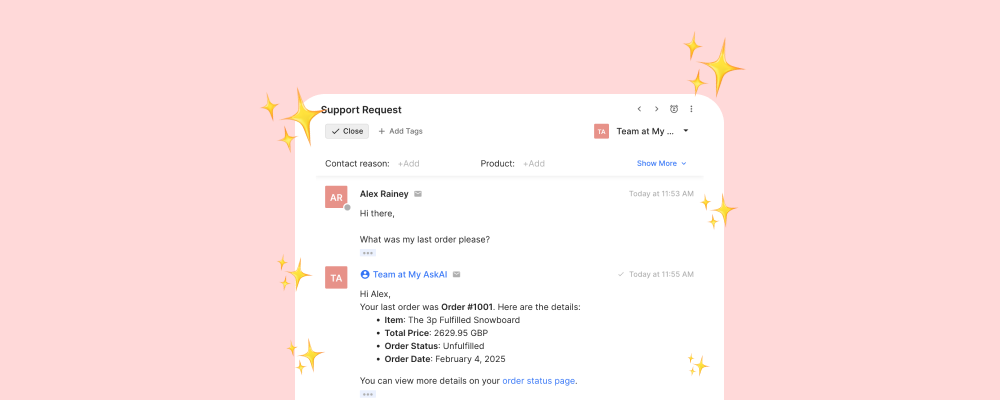 Support Request
Close + Add Tags
TA Team at My ...
Contact reason: +Add Product: +Add Show More
AR Alex Rainey Today at 11:53 AM
Hi there,
What was my last order please?
TA Team at My AskAI Today at 11:55 AM
Hi Alex,
Your last order was Order #1001. Here are the details:
• Item: The 3p Fulfilled Snowboard
• Total Price: 2629.95 GBP
• Order Status: Unfulfilled
• Order Date: February 4, 2025
You can view more details on your order status page.